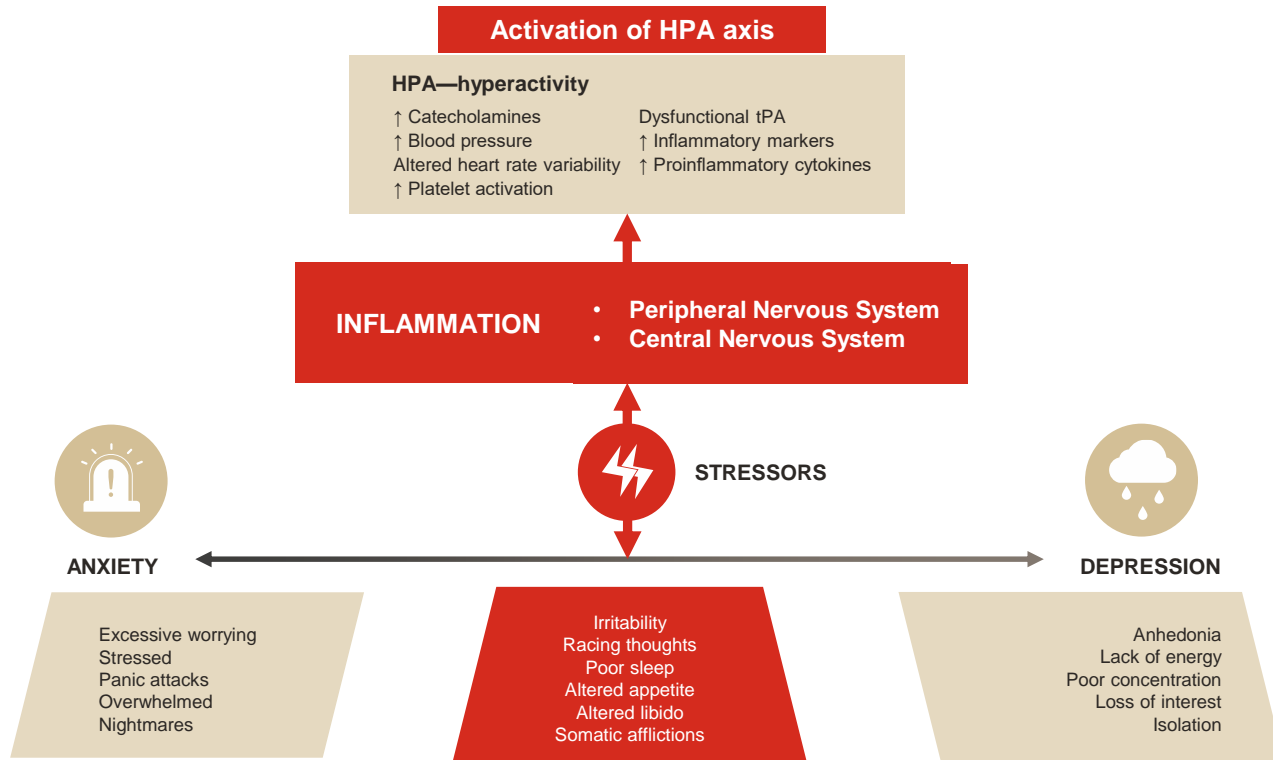 Activation of HPA axis
HPA—hyperactivity
↑ Catecholamines
↑ Blood pressure
Altered heart rate variability
↑ Platelet activation
Dysfunctional tPA
↑ Inflammatory markers
↑ Proinflammatory cytokines
INFLAMMATION
• Peripheral Nervous System
• Central Nervous System
STRESSORS
ANXIETY
DEPRESSION
Excessive worrying
Stressed
Panic attacks
Overwhelmed
Nightmares
Irritability
Racing thoughts
Poor sleep
Altered appetite
Altered libido
Somatic afflictions
Anhedonia
Lack of energy
Poor concentration
Loss of interest
Isolation